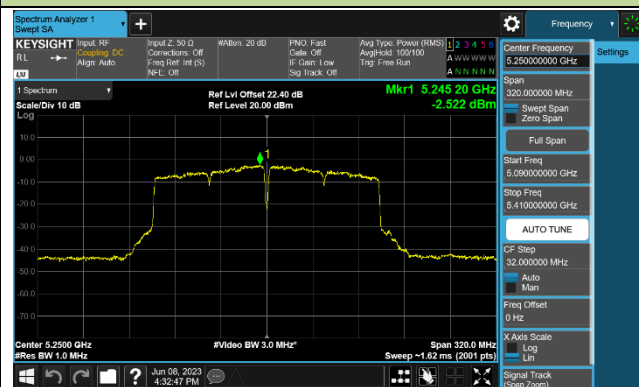 Spectrum Analyzer 1
Swept SA
Frequency
KEYSIGHT
RL
LXI
Input: RF
Coupling: DC
Align: Auto
Input Z: 50 Ω
Corrections: Off
Freq Ref: Int (S)
NFE: Off
#Atten: 20 dB
PNO: Fast
Gate: Off
IF Gain: Low
Sig Track: Off
Avg Type: Power (RMS)
Avg|Hold: 100/100
Trig: Free Run
1 2 3 4 5 6
A W W W W W
A N N N N N
1 Spectrum
Scale/Div 10 dB
Log
Ref Lvl Offset 22.40 dB
Ref Level 20.00 dBm
Mkr1 5.245 20 GHz
-2.522 dBm
10.0
0.00
-10.0
-20.0
-30.0
-40.0
-50.0
-60.0
-70.0
1
Center 5.2500 GHz
#Res BW 1.0 MHz
#Video BW 3.0 MHz*
Span 320.0 MHz
Sweep ~1.62 ms (2001 pts)
Jun 08, 2023
4:32:47 PM
Center Frequency
5.25000000 GHz
Settings
Span
320.000000 MHz
Swept Span
Zero Span
Full Span
Start Freq
5.090000000 GHz
Stop Freq
5.410000000 GHz
AUTO TUNE
CF Step
32.000000 MHz
Auto
Man
Freq Offset
0 Hz
X Axis Scale
Log
Lin
Signal Track
(Span Zoom)